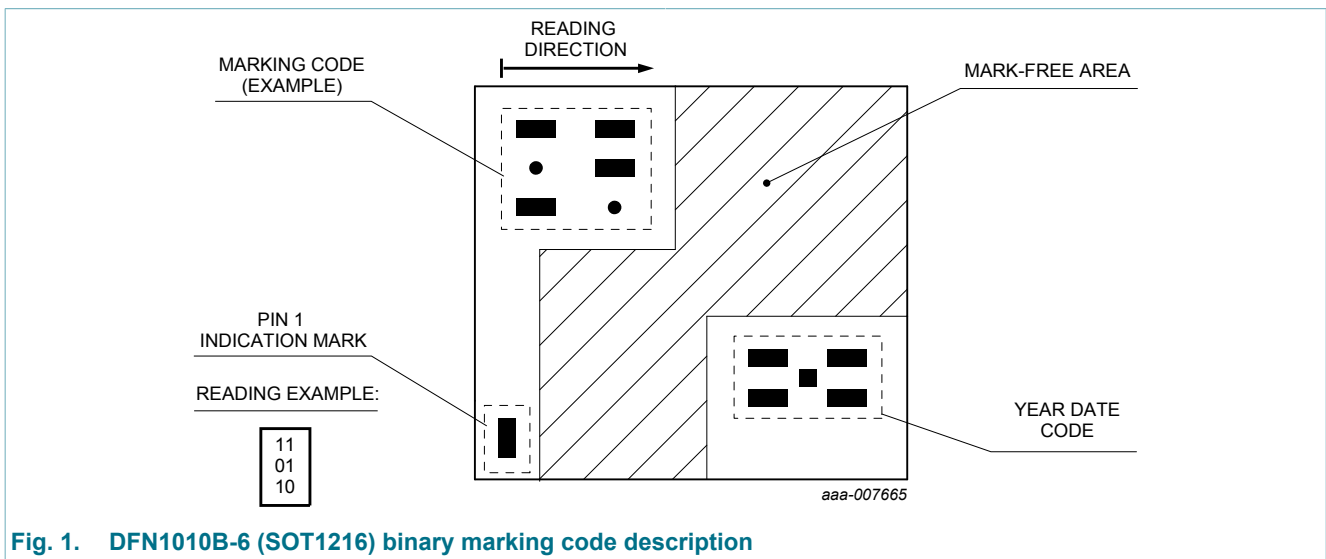 READING
DIRECTION
MARKING CODE
(EXAMPLE)
MARK-FREE AREA
PIN 1
INDICATION MARK
READING EXAMPLE:
11
01
10
YEAR DATE
CODE
aaa-007665
Fig. 1. DFN1010B-6 (SOT1216) binary marking code description